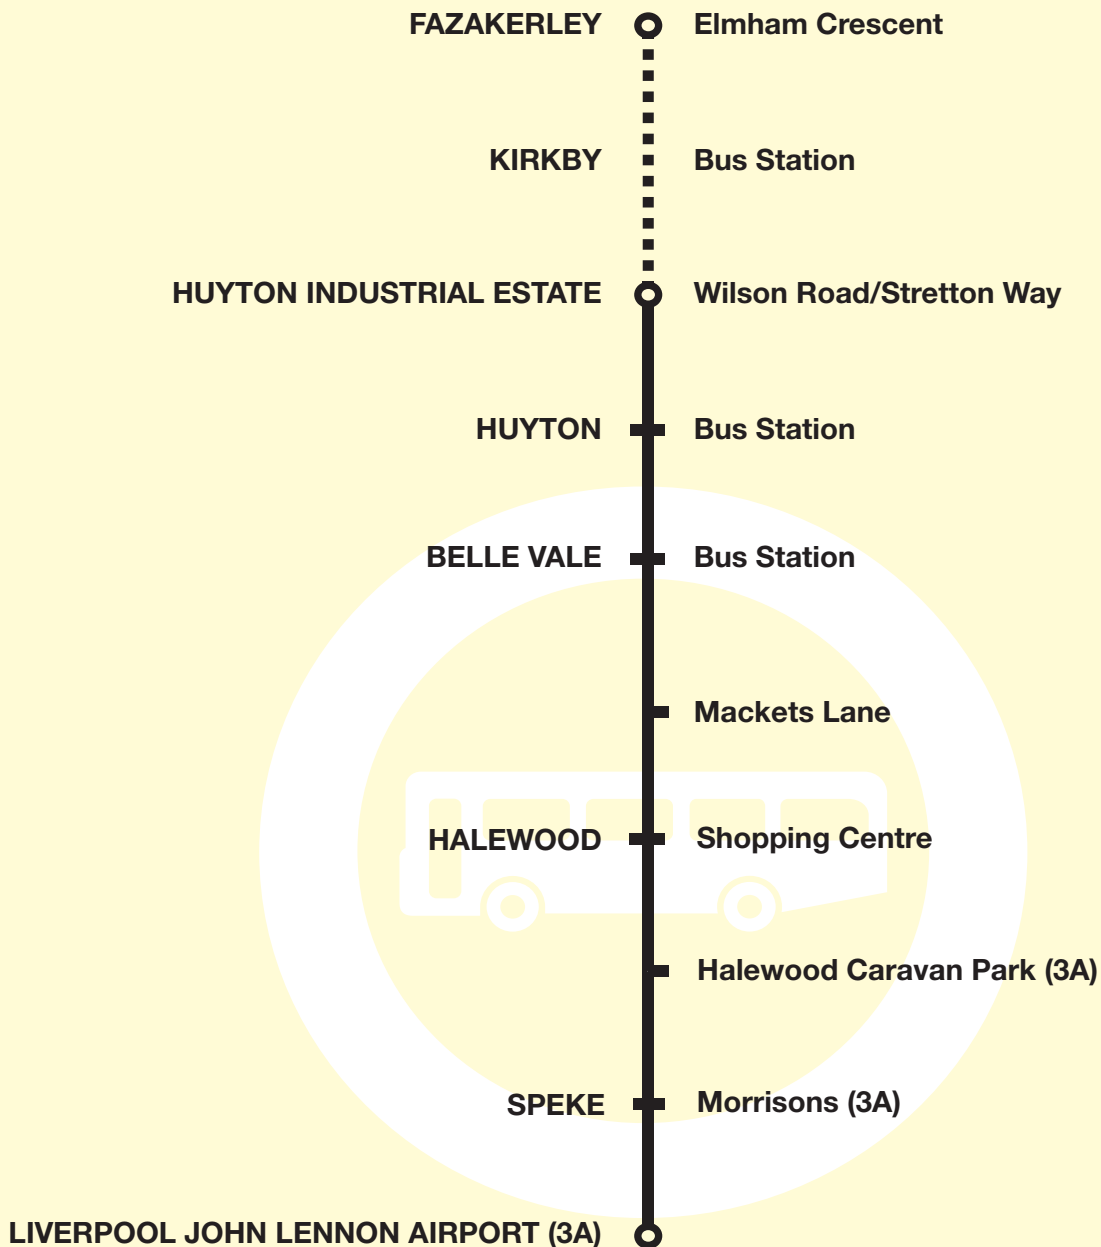 FAZAKERLEY Elmham Crescent
KIRKBY Bus Station
HUYTON INDUSTRIAL ESTATE Wilson Road/Stretton Way
HUYTON Bus Station
BELLE VALE Bus Station
Mackets Lane
HALEWOOD Shopping Centre
Halewood Caravan Park (3A)
SPEKE Morrisons (3A)
LIVERPOOL JOHN LENNON AIRPORT (3A)